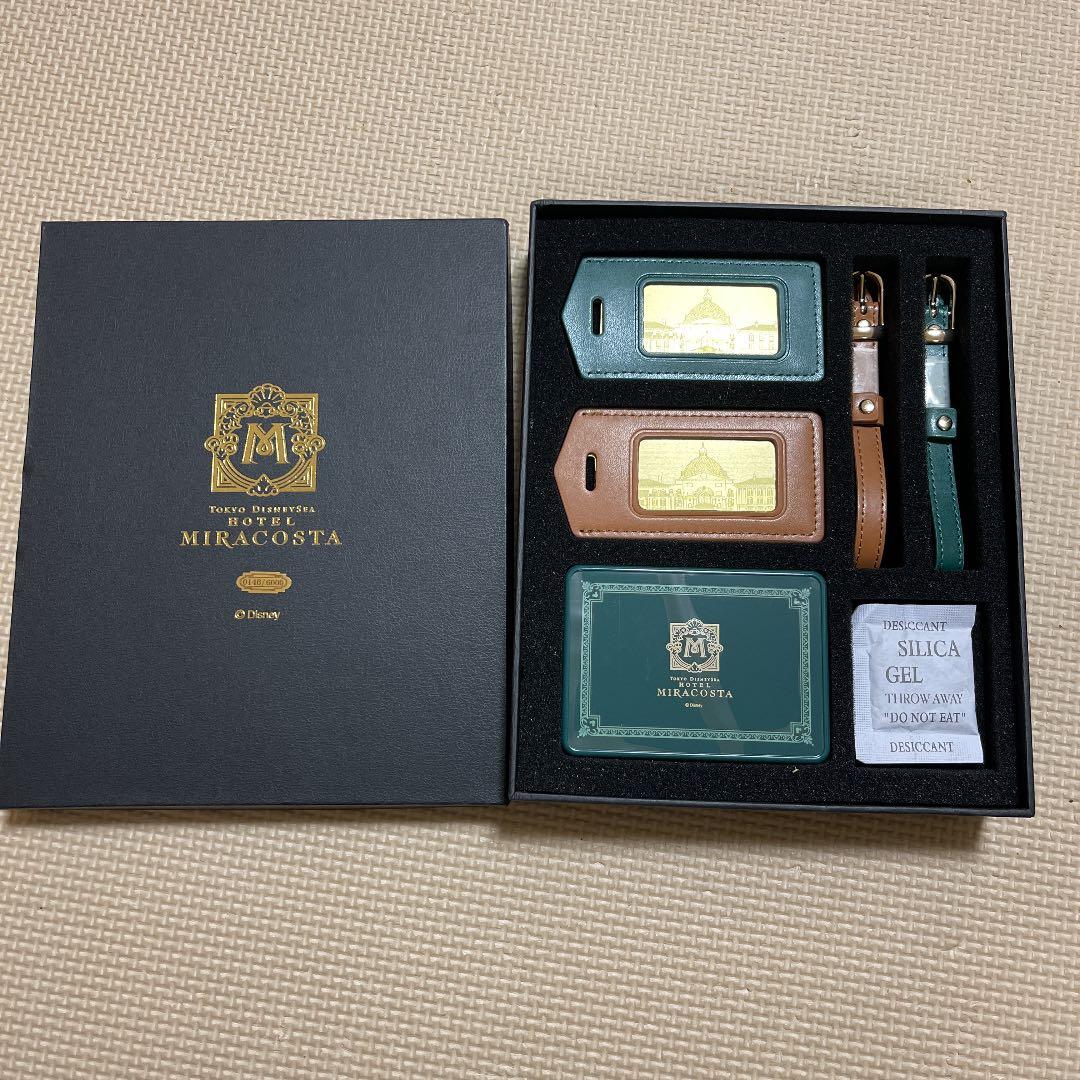 M
TOKYO DISNEYSEA
HOTEL
MIRACOSTA
0146/6000
© Disney
M
TOKYO DISNEYSEA
HOTEL
MIRACOSTA
© Disney
DESICCANT
SILICA
GEL
THROW AWAY
"DO NOT EAT"
DESICCANT